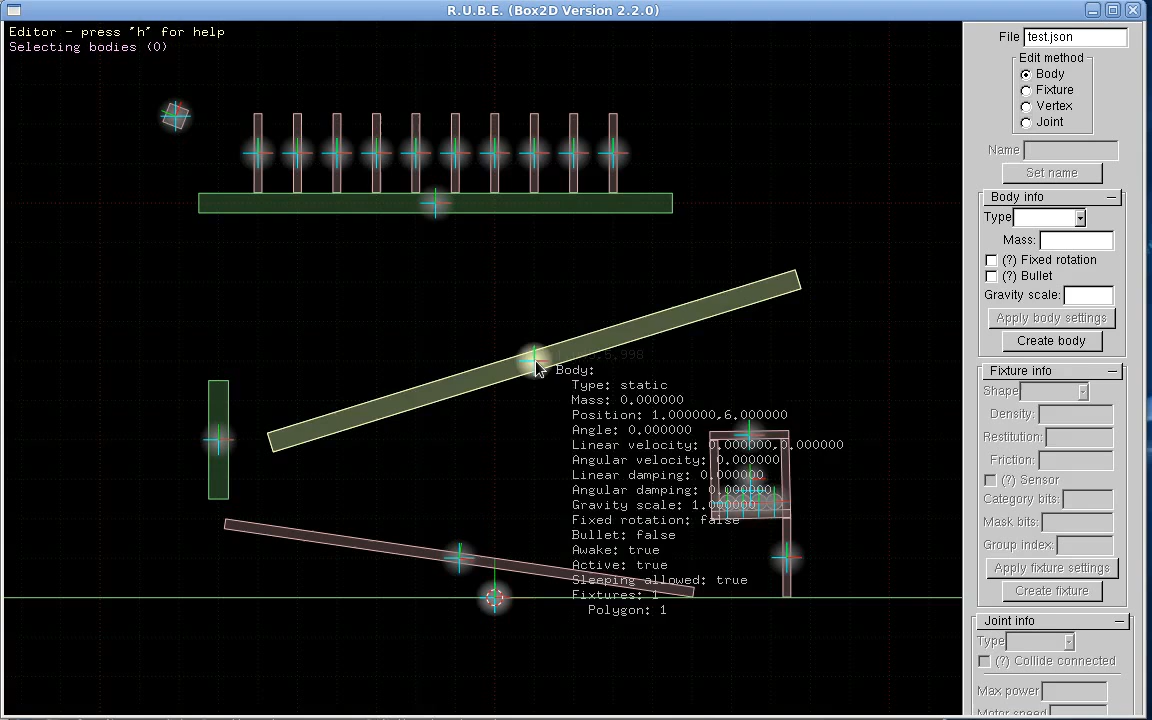 R.U.B.E. (Box2D Version 2.2.0)
Editor - press "h" for help
Selecting bodies (0)
5.998
Body:
Type: static
Mass: 0.000000
Position: 1.000000,6.000000
Angle: 0.000000
Linear velocity: 0.000000,0.000000
Angular velocity: 0.000000
Linear damping: 0.000000
Angular damping: 0.000000
Gravity scale: 1.000000
Fixed rotation: false
Bullet: false
Awake: true
Active: true
Sleeping allowed: true
Fixtures: 1
Polygon: 1
File test.json
Edit method
Body
Fixture
Vertex
Joint
Name
Set name
Body info
Type
Mass:
(?) Fixed rotation
(?) Bullet
Gravity scale:
Apply body settings
Create body
Fixture info
Shape
Density:
Restitution:
Friction:
(?) Sensor
Category bits:
Mask bits:
Group index:
Apply fixture settings
Create fixture
Joint info
Type
(?) Collide connected
Max power
Motor speed